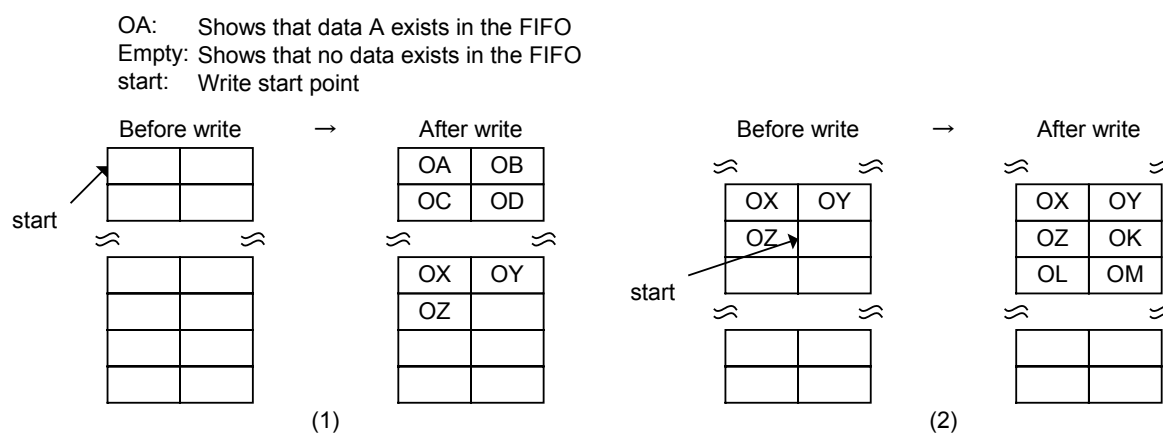 OA: Shows that data A exists in the FIFO
Empty: Shows that no data exists in the FIFO
start: Write start point
Before write → After write
start
OA OB
OC OD
OX OY
OZ
(1)
Before write → After write
OX OY
OZ
start
OX OY
OZ OK
OL OM
(2)